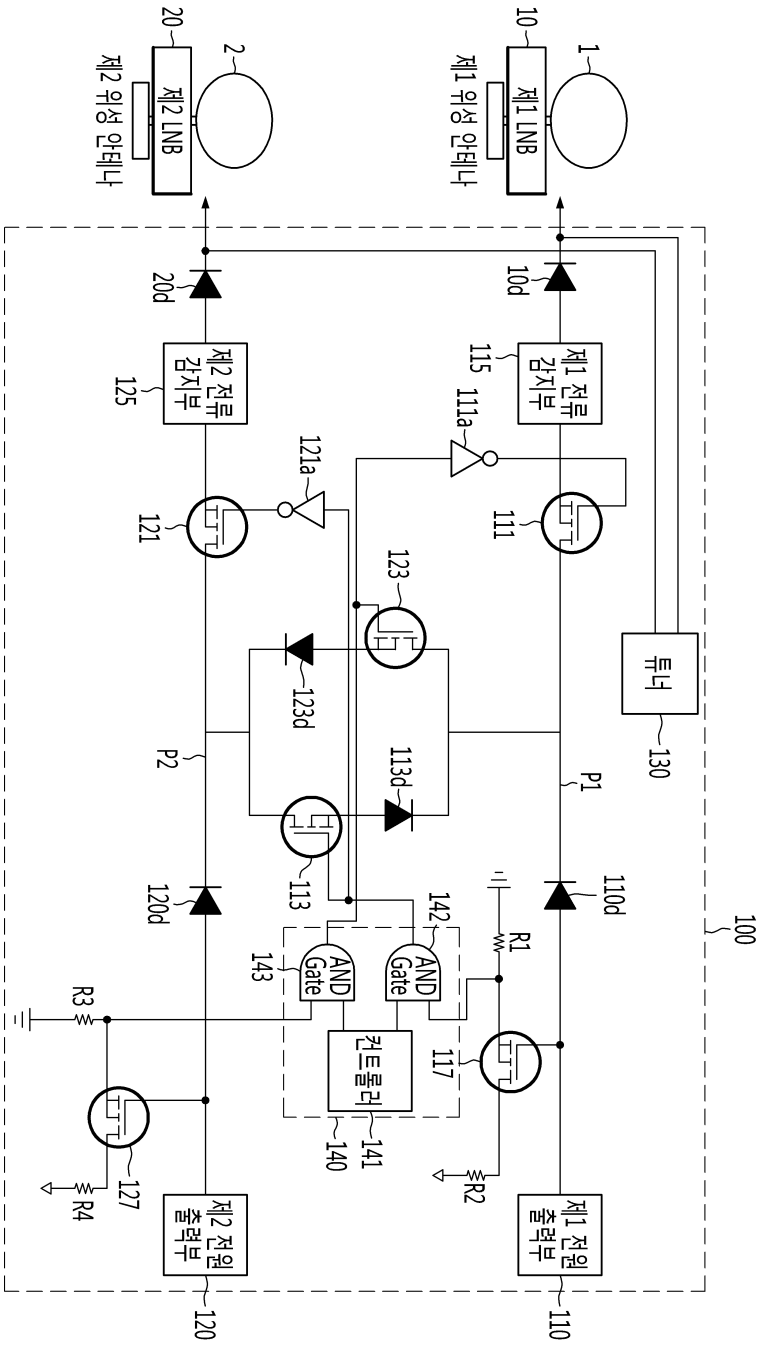 100
튜너
130
1
10
제1 LNB
제1 위성 안테나
10d
제1 전류
감지부
115
111a
111
P1
110d
R1
117
R2
제1 전원
출력부
110
123
123d
113d
113
142
AND
Gate
143
AND
Gate
컨트롤러
141
140
2
20
제2 LNB
제2 위성 안테나
20d
제2 전류
감지부
125
121a
121
P2
120d
R3
127
R4
제2 전원
출력부
120